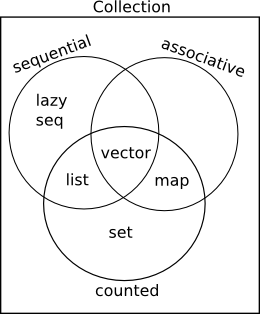 Collection
sequential
associative
lazy
seq
vector
list
map
set
counted